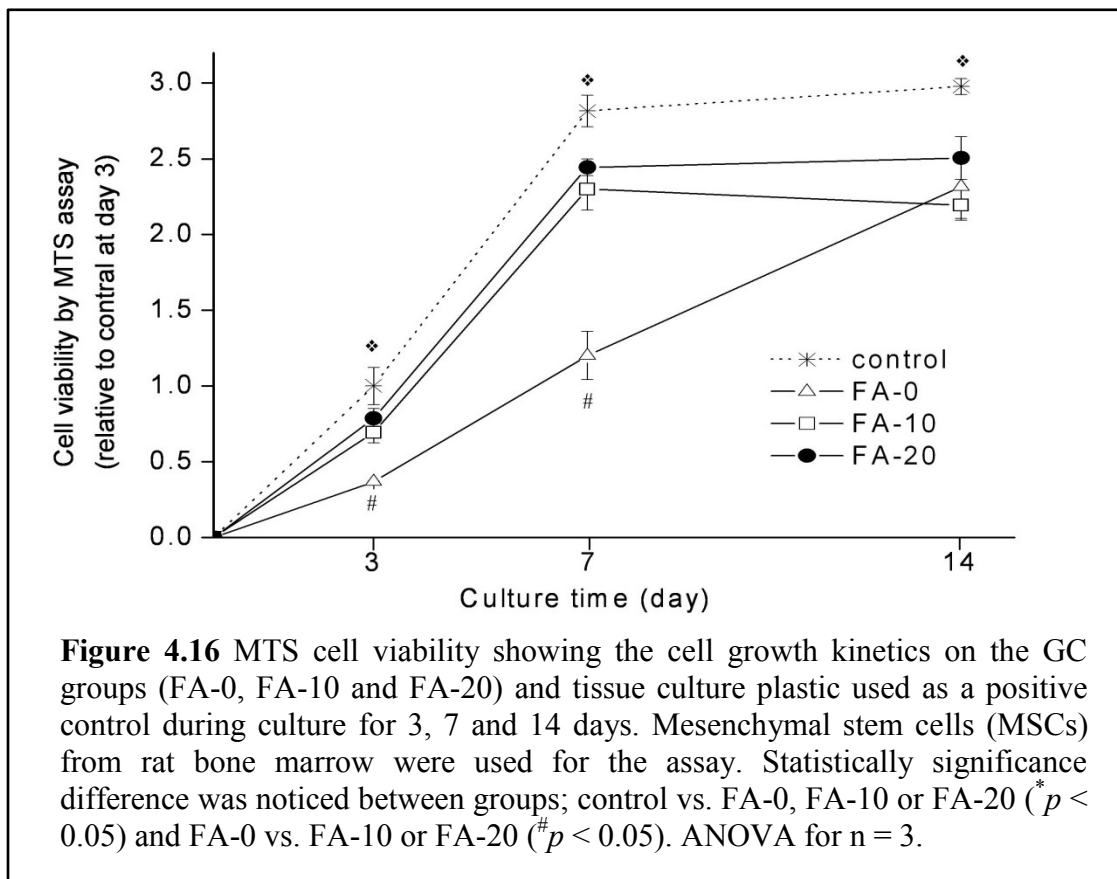 3.0
2.5
2.0
1.5
1.0
0.5
0.0
Cell viability by MTS assay
(relative to contral at day 3)
❖ ❖ ❖
# #
control
FA-0
FA-10
FA-20
3 7 14
Culture time (day)
Figure 4.16 MTS cell viability showing the cell growth kinetics on the GC
groups (FA-0, FA-10 and FA-20) and tissue culture plastic used as a positive
control during culture for 3, 7 and 14 days. Mesenchymal stem cells (MSCs)
from rat bone marrow were used for the assay. Statistically significance
difference was noticed between groups; control vs. FA-0, FA-10 or FA-20 (*p <
0.05) and FA-0 vs. FA-10 or FA-20 (#p < 0.05). ANOVA for n = 3.